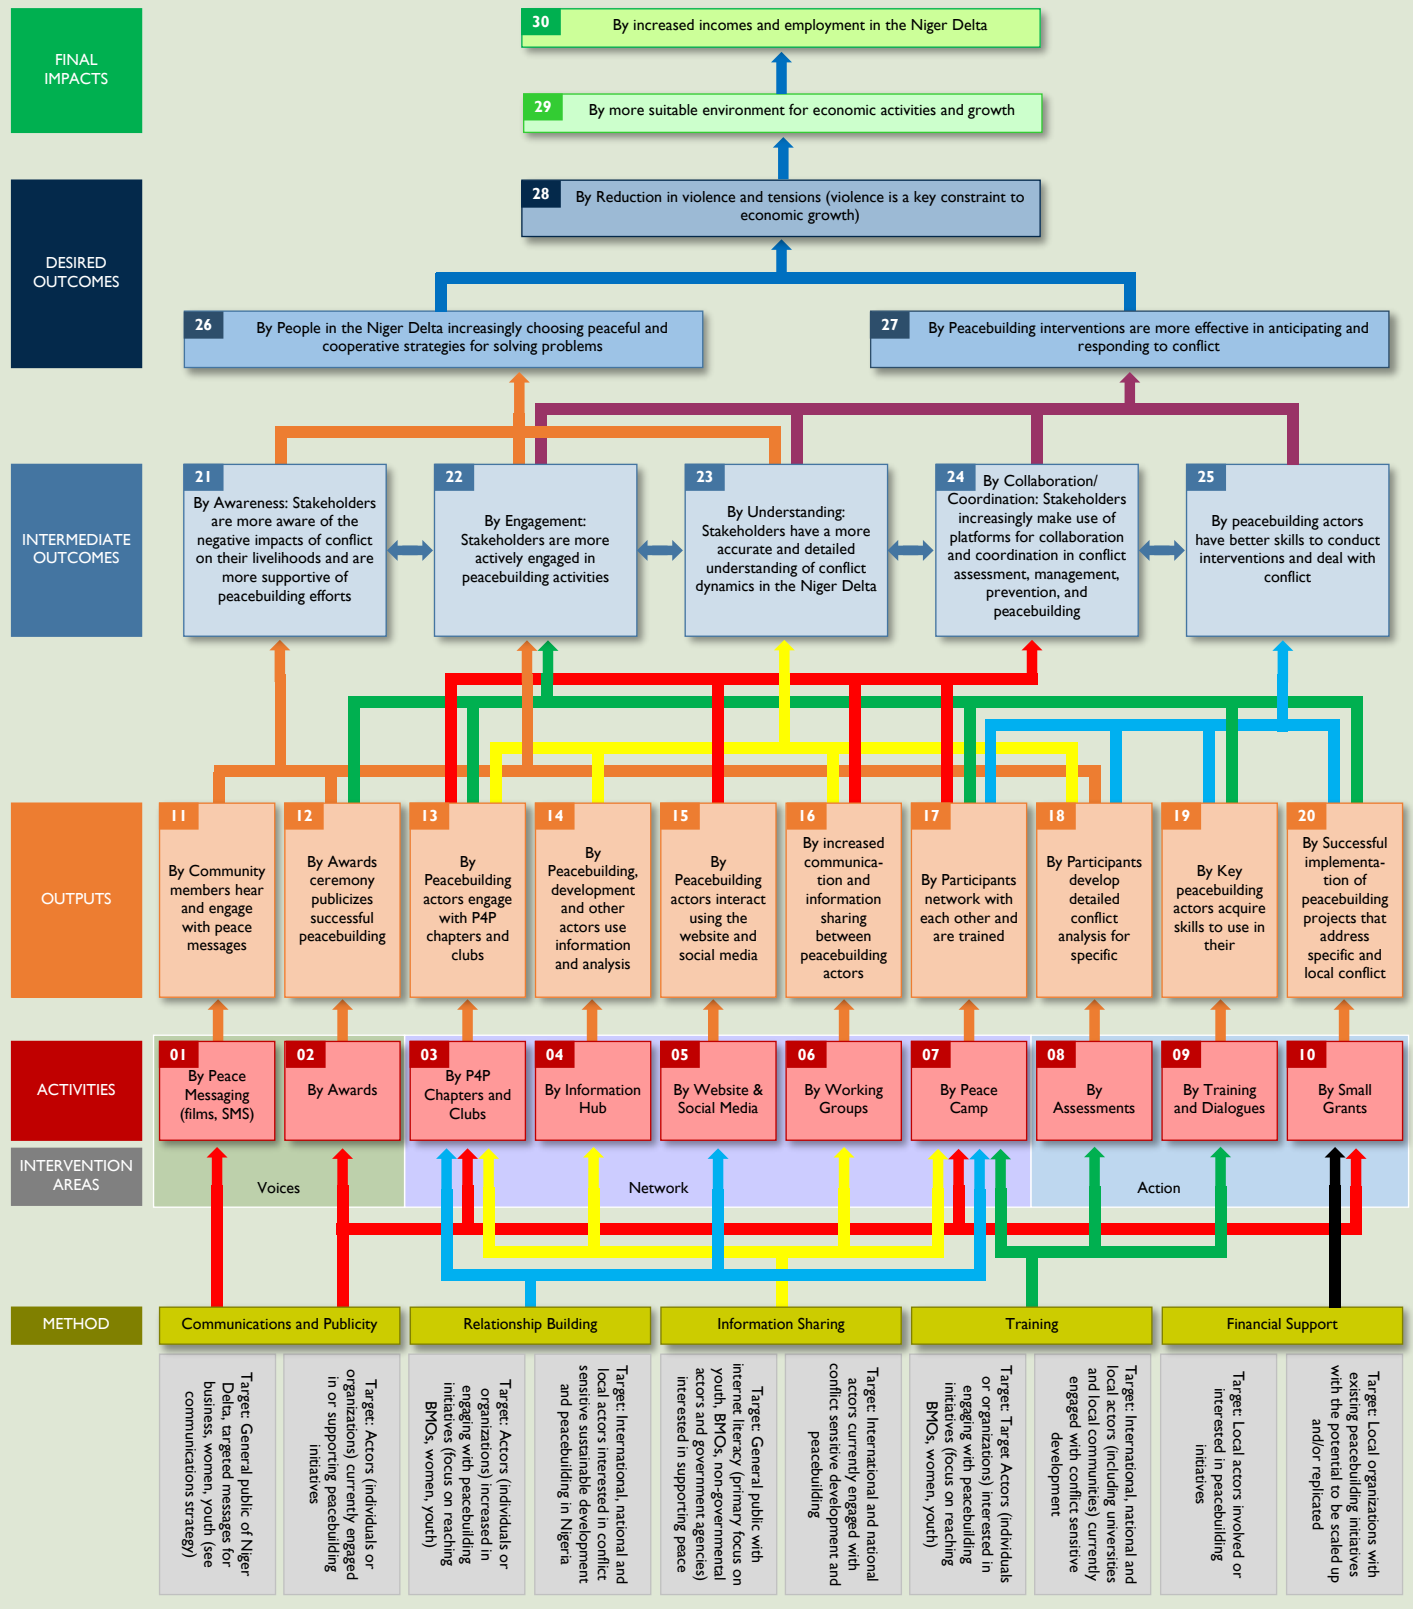 FINAL
IMPACTS
30
By increased incomes and employment in the Niger Delta
29
By more suitable environment for economic activities and growth
DESIRED
OUTCOMES
28
By Reduction in violence and tensions (violence is a key constraint to
economic growth)
26
By People in the Niger Delta increasingly choosing peaceful and
cooperative strategies for solving problems
27
By Peacebuilding interventions are more effective in anticipating and
responding to conflict
INTERMEDIATE
OUTCOMES
21
By Awareness: Stakeholders
are more aware of the
negative impacts of conflict
on their livelihoods and are
more supportive of
peacebuilding efforts
22
By Engagement:
Stakeholders are more
actively engaged in
peacebuilding activities
23
By Understanding:
Stakeholders have a more
accurate and detailed
understanding of conflict
dynamics in the Niger Delta
24
By Collaboration/
Coordination: Stakeholders
increasingly make use of
platforms for collaboration
and coordination in conflict
assessment, management,
prevention, and
peacebuilding
25
By peacebuilding actors
have better skills to conduct
interventions and deal with
conflict
OUTPUTS
11
By Community
members hear
and engage
with peace
messages
12
By Awards
ceremony
publicizes
successful
peacebuilding
13
By
Peacebuilding
actors engage
with P4P
chapters and
clubs
14
By
Peacebuilding,
development
and other
actors use
information
and analysis
15
By
Peacebuilding
actors interact
using the
website and
social media
16
By increased
communica-
tion and
information
sharing
between
peacebuilding
actors
17
By Participants
network with
each other and
are trained
18
By Participants
develop
detailed
conflict
analysis for
specific
19
By Key
peacebuilding
actors acquire
skills to use in
their
20
By Successful
implementa-
tion of
peacebuilding
projects that
address
specific and
local conflict
ACTIVITIES
01
By Peace
Messaging
(films, SMS)
02
By Awards
03
By P4P
Chapters and
Clubs
04
By Information
Hub
05
By Website &
Social Media
06
By Working
Groups
07
By Peace
Camp
08
By
Assessments
09
By Training
and Dialogues
10
By Small
Grants
INTERVENTION
AREAS
Voices
Network
Action
METHOD
Communications and Publicity
Relationship Building
Information Sharing
Training
Financial Support
Target: General public of Niger
Delta, targeted messages for
business, women, youth (see
communications strategy)
Target: Actors (individuals or
organizations) currently engaged
in or supporting peacebuilding
initiatives
Target: Actors (individuals or
organizations) increased in
engaging with peacebuilding
initiatives (focus on reaching
BMOs, women, youth)
Target: International, national and
local actors interested in conflict
sensitive sustainable development
and peacebuilding in Nigeria
Target: General public with
internet literacy (primary focus on
youth, BMOs, non-governmental
actors and government agencies)
interested in supporting peace
Target: International and national
actors currently engaged with
conflict sensitive development and
peacebuilding
Target: Target Actors (individuals
or organizations) interested in
engaging with peacebuilding
initiatives (focus on reaching
BMOs, women, youth)
Target: International, national and
local actors (including universities
and local communities) currently
engaged with conflict sensitive
development
Target: Local actors involved or
interested in peacebuilding
initiatives
Target: Local organizations with
existing peacebuilding initiatives
with the potential to be scaled up
and/or replicated